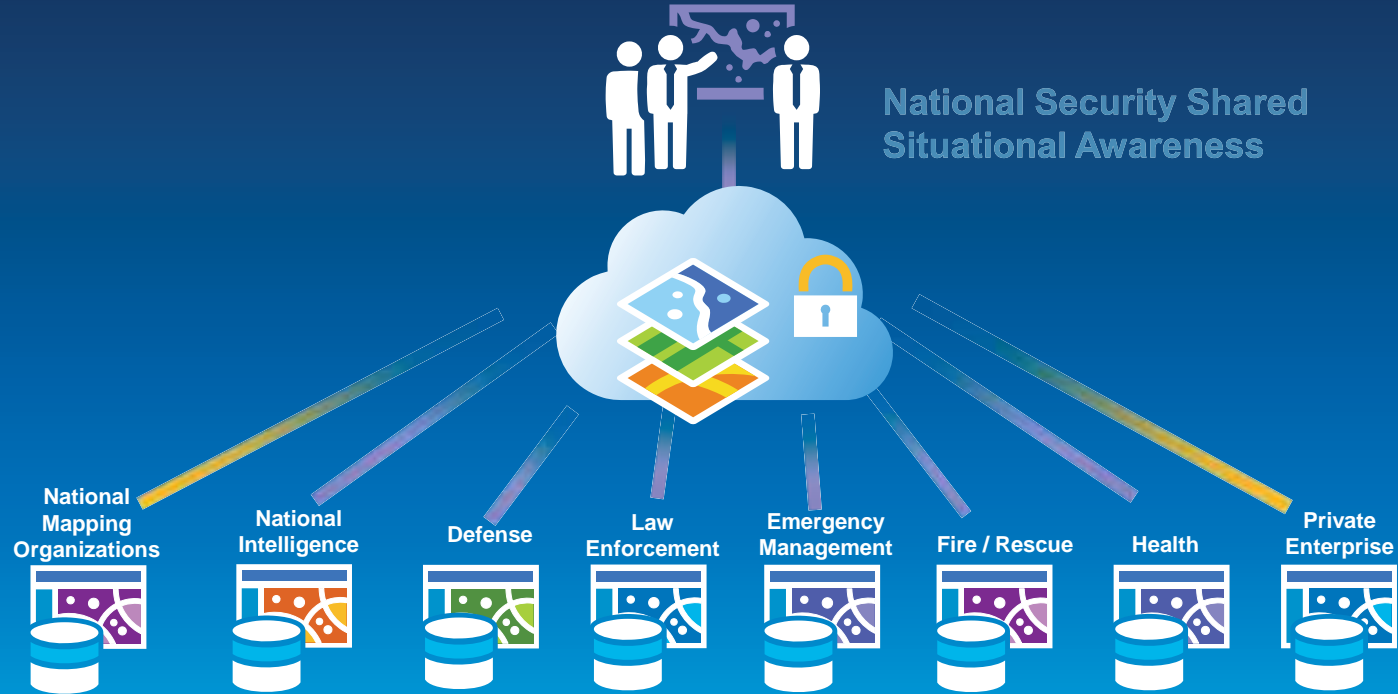 National Security Shared
Situational Awareness
National
Mapping
Organizations
National
Intelligence
Defense
Law
Enforcement
Emergency
Management
Fire / Rescue
Health
Private
Enterprise